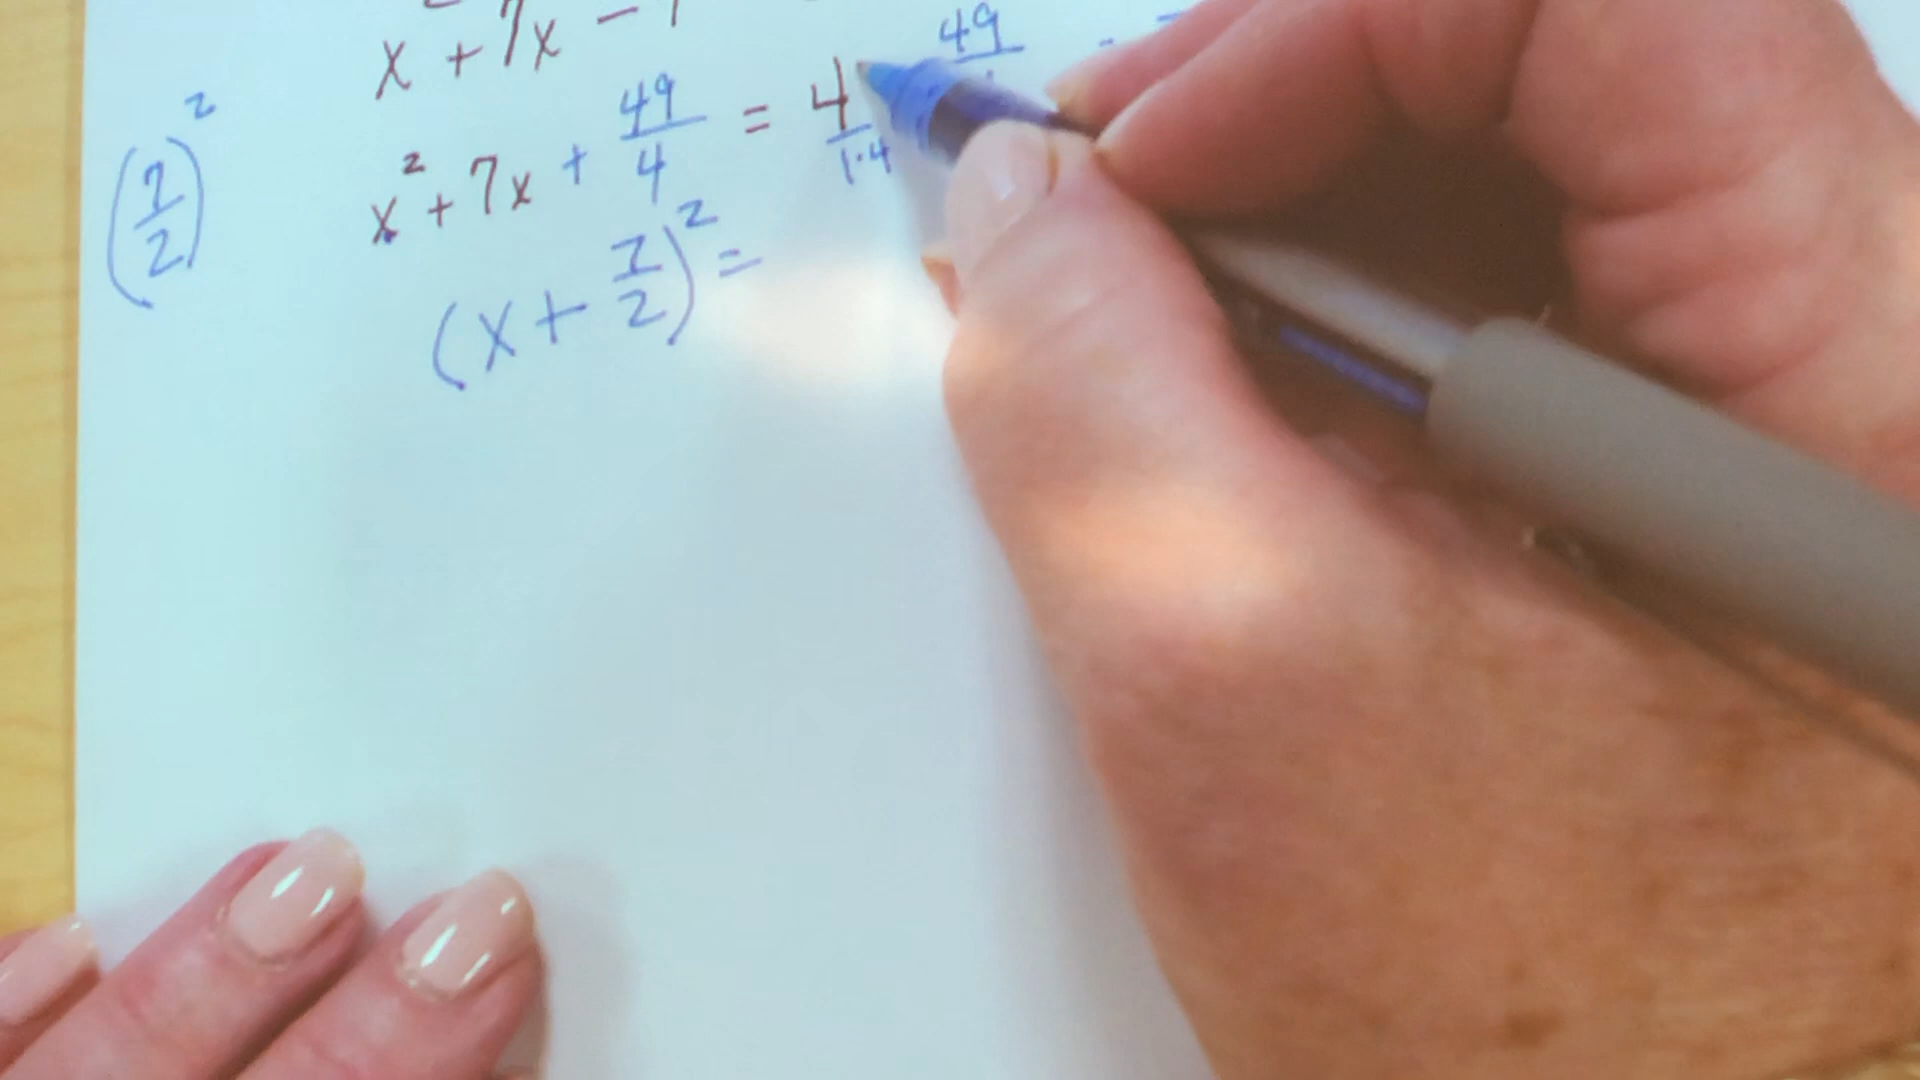 x + 7x −
(7/2)² x² + 7x + 49/4 = 4/1·4 49
(x + 7/2)² =